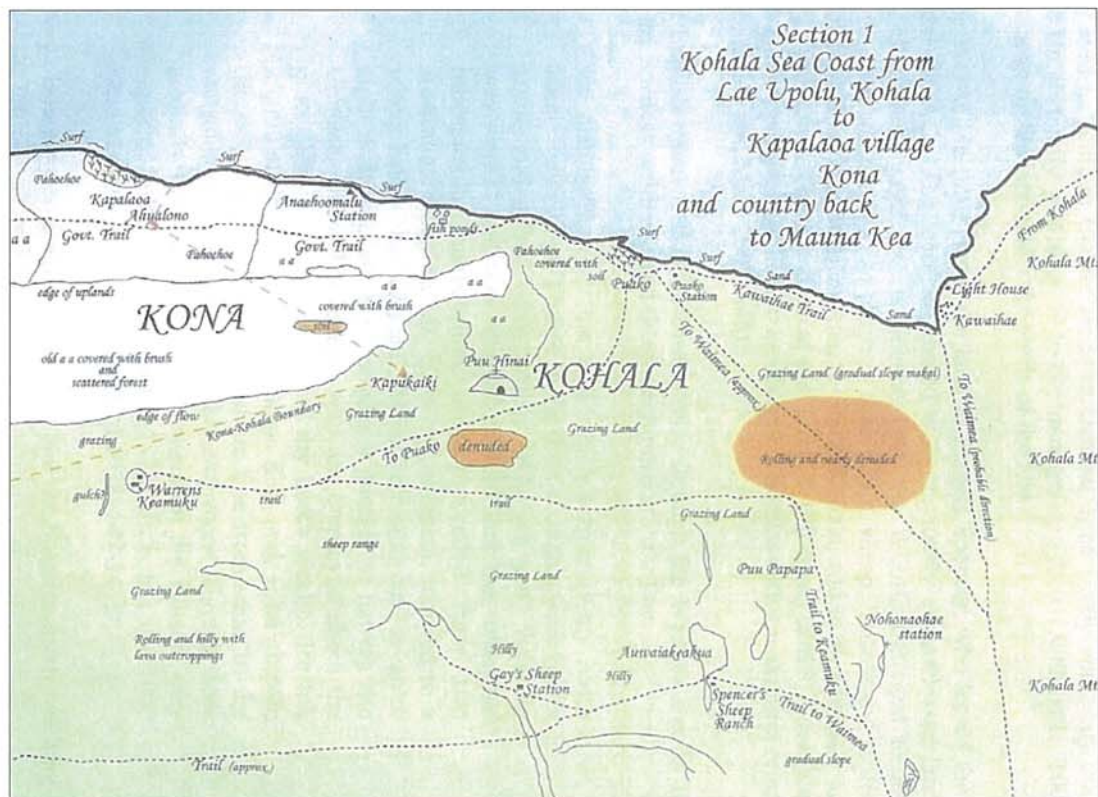 Section 1
Kohala Sea Coast from
Lae Upolu, Kohala
to
Kapalaoa village
Kona
and country back
to Mauna Kea
Surf
Pahoehoe
Kapalaoa
Ahualono
Govt. Trail
a a
Surf
Pahoehoe
Anaehoomalu
Station
Surf
Govt. Trail
a a
fish ponds
edge of uplands
KONA
covered with brush
soil
a a
a a
old a a covered with brush
and
scattered forest
Pahoehoe
covered with
soil
Surf
Puako
Puako
Station
Surf
Sand
Kawaihae Trail
Sand
From Kohala
Kohala Mts
Light House
Kawaihae
a a
Puu Hinai
KOHALA
To Waimea (approx)
Grazing Land (gradual slope makai)
To Waimea (probable direction)
Kapukaiki
edge of flow
Kona-Kohala Boundary
Grazing Land
grazing
To Puako
denuded
Grazing Land
Rolling and nearly denuded
Kohala Mts
gulch?
Warrens
Keamuku
trail
trail
Grazing Land
sheep range
Grazing Land
Grazing Land
Puu Papapa
Trail to Keamuku
Nohonaohae
station
Rolling and hilly with
lava outcroppings
Hilly
Gay's Sheep
Station
Auwaiakeakua
Hilly
Spencer's
Sheep
Ranch
Trail to Waimea
Kohala Mt
Trail (approx.)
gradual slope